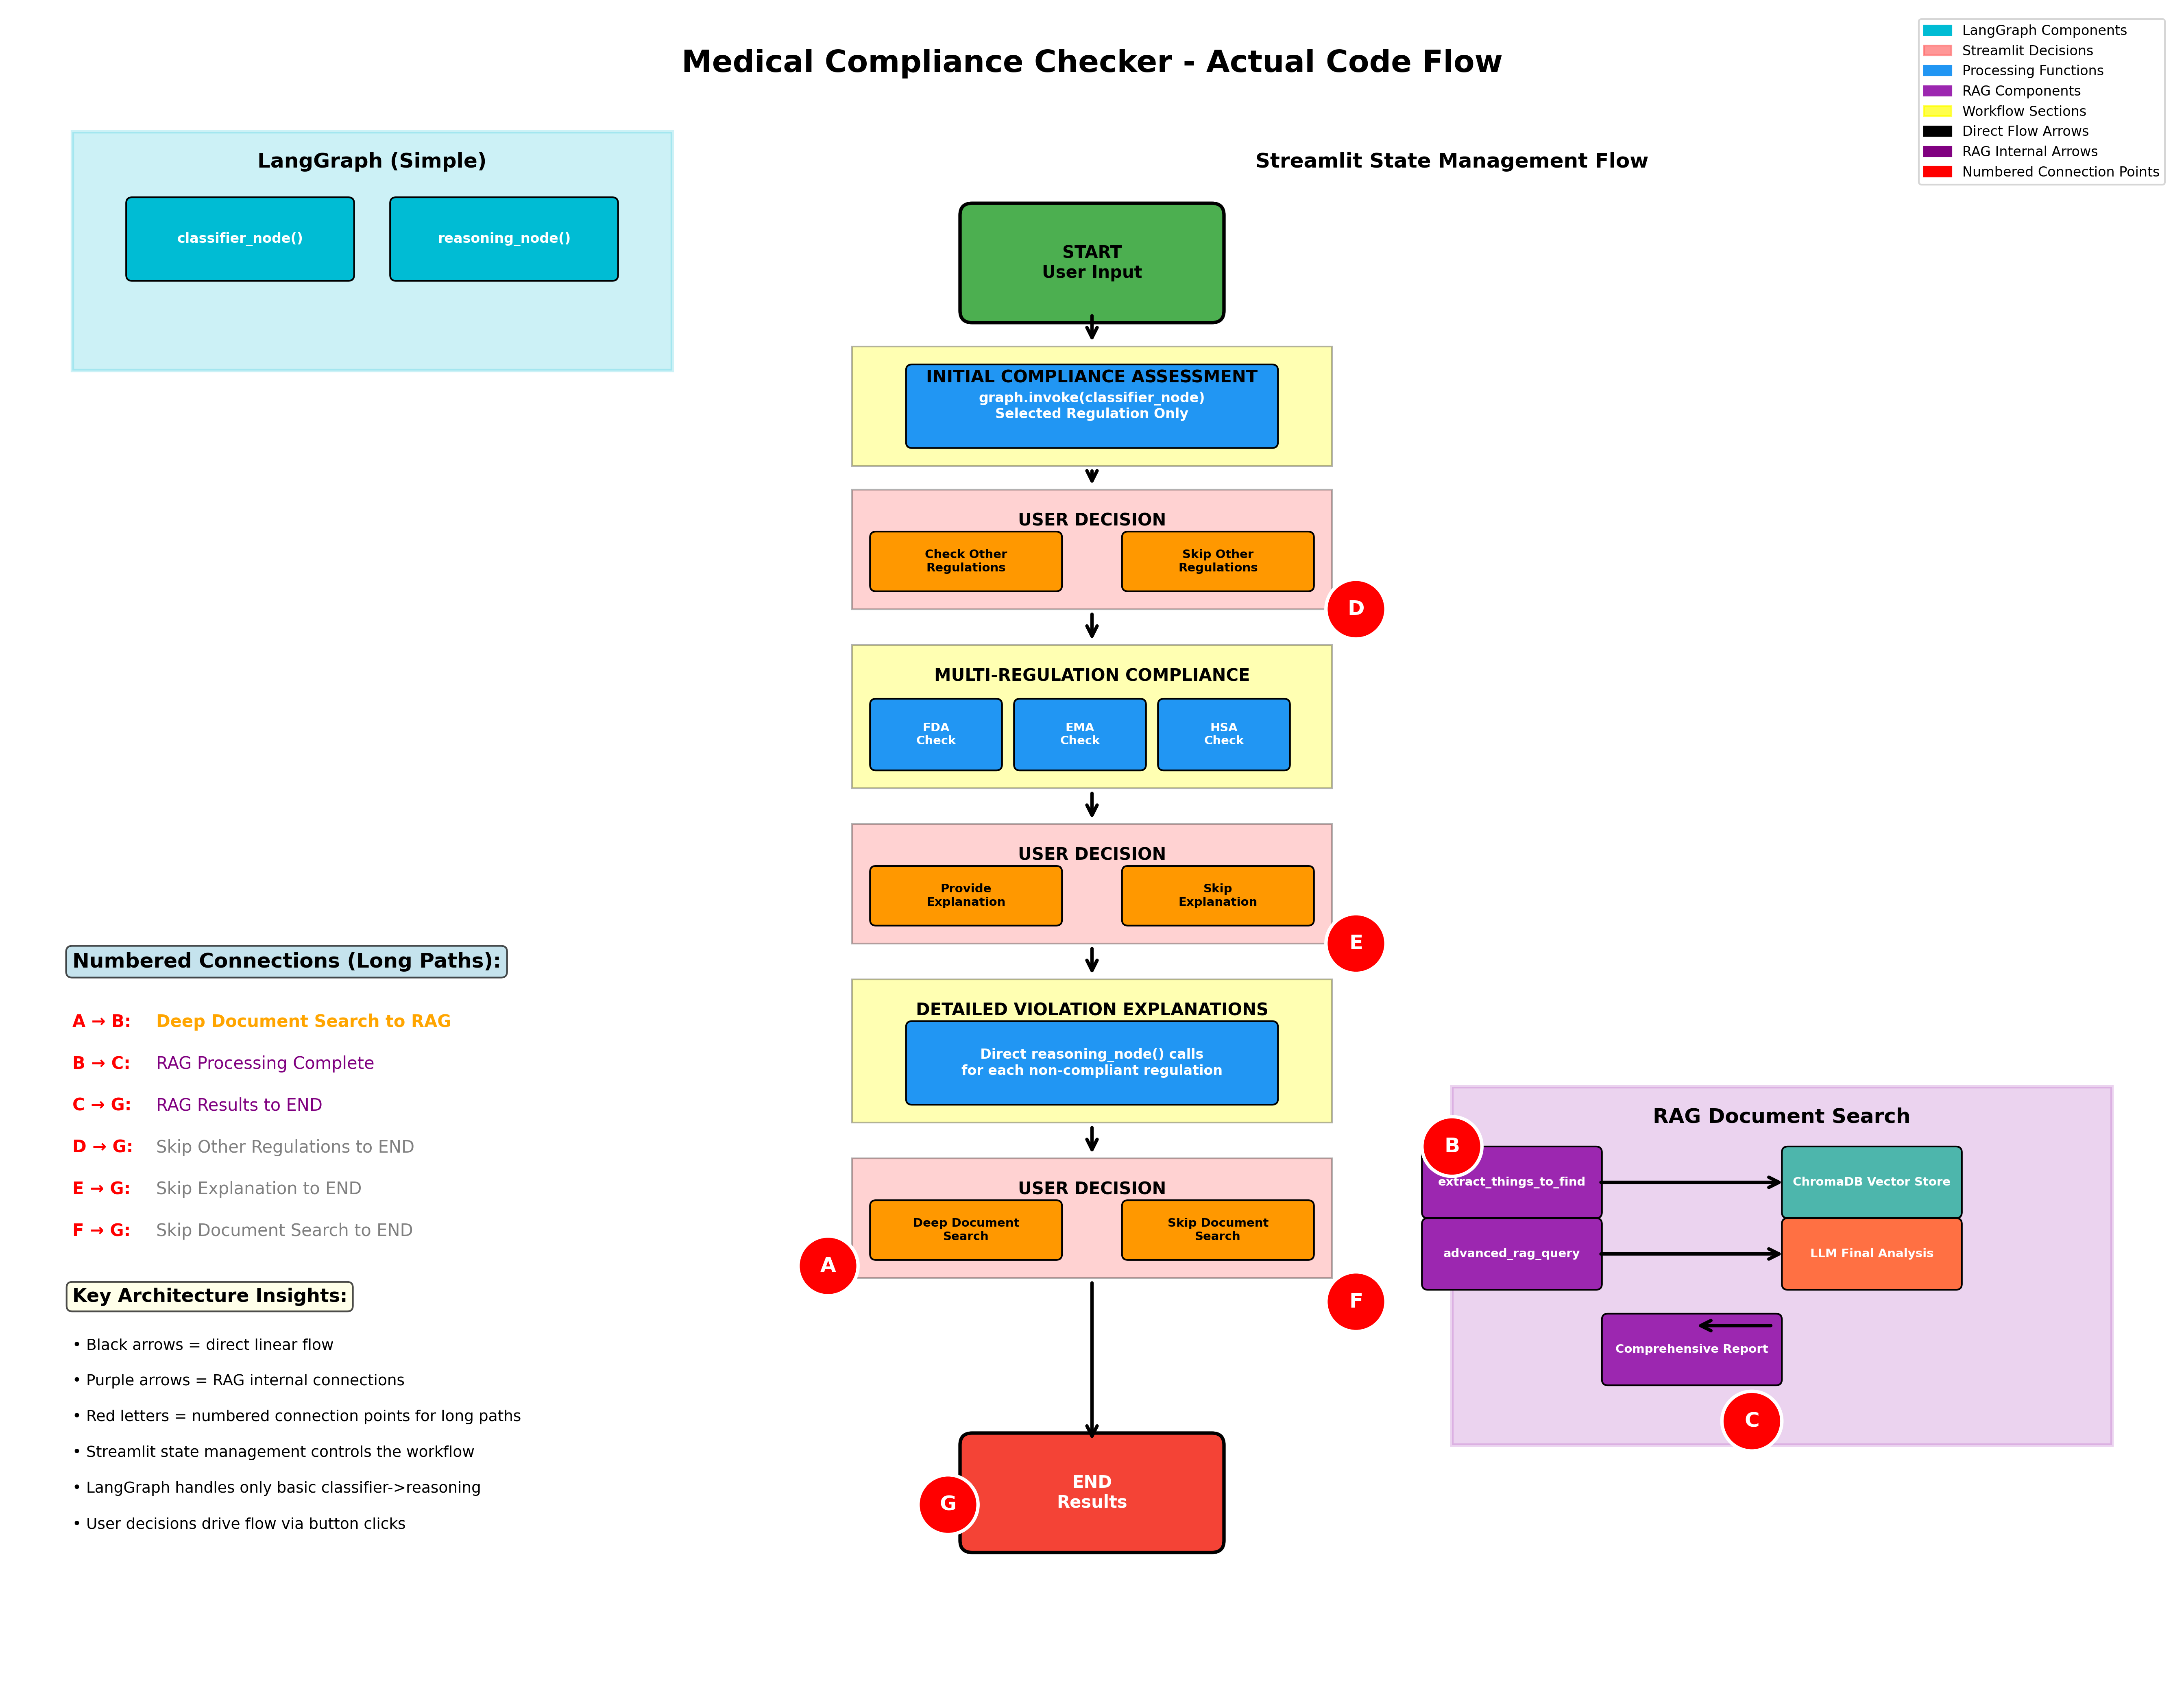 Medical Compliance Checker - Actual Code Flow
LangGraph Components
Streamlit Decisions
Processing Functions
RAG Components
Workflow Sections
Direct Flow Arrows
RAG Internal Arrows
Numbered Connection Points
LangGraph (Simple)
classifier_node()
reasoning_node()
Streamlit State Management Flow
START
User Input
INITIAL COMPLIANCE ASSESSMENT
graph.invoke(classifier_node)
Selected Regulation Only
USER DECISION
Check Other
Regulations
Skip Other
Regulations
D
MULTI-REGULATION COMPLIANCE
FDA
Check
EMA
Check
HSA
Check
USER DECISION
Provide
Explanation
Skip
Explanation
E
DETAILED VIOLATION EXPLANATIONS
Direct reasoning_node() calls
for each non-compliant regulation
USER DECISION
Deep Document
Search
Skip Document
Search
A
F
END
Results
G
RAG Document Search
B
extract_things_to_find
ChromaDB Vector Store
advanced_rag_query
LLM Final Analysis
Comprehensive Report
C
Numbered Connections (Long Paths):
A → B: Deep Document Search to RAG
B → C: RAG Processing Complete
C → G: RAG Results to END
D → G: Skip Other Regulations to END
E → G: Skip Explanation to END
F → G: Skip Document Search to END
Key Architecture Insights:
• Black arrows = direct linear flow
• Purple arrows = RAG internal connections
• Red letters = numbered connection points for long paths
• Streamlit state management controls the workflow
• LangGraph handles only basic classifier->reasoning
• User decisions drive flow via button clicks